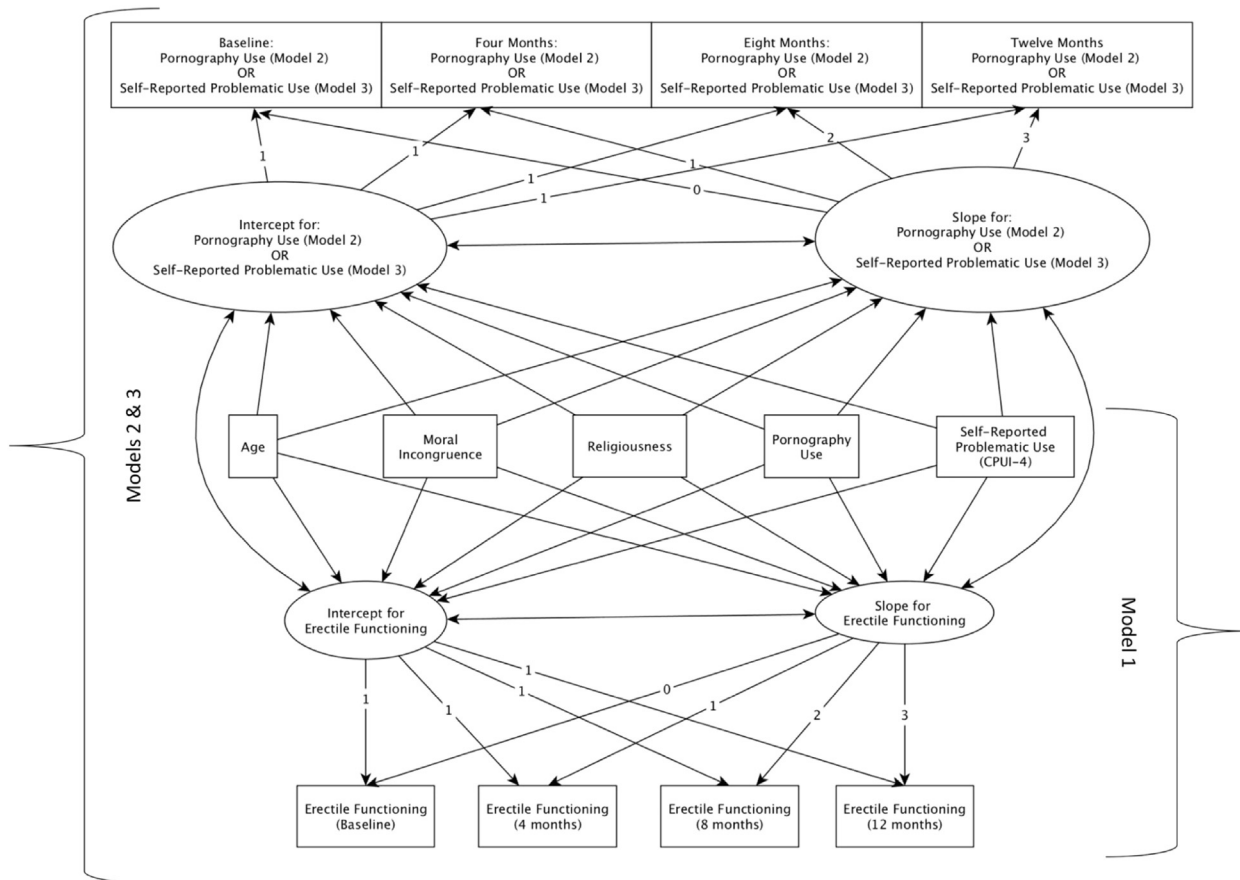 Baseline:
Pornography Use (Model 2)
OR
Self-Reported Problematic Use (Model 3)
Four Months:
Pornography Use (Model 2)
OR
Self-Reported Problematic Use (Model 3)
Eight Months:
Pornography Use (Model 2)
OR
Self-Reported Problematic Use (Model 3)
Twelve Months
Pornography Use (Model 2)
OR
Self-Reported Problematic Use (Model 3)
1
1
1
1
0
1
2
3
Intercept for:
Pornography Use (Model 2)
OR
Self-Reported Problematic Use (Model 3)
Slope for:
Pornography Use (Model 2)
OR
Self-Reported Problematic Use (Model 3)
Models 2 & 3
Age
Moral
Incongruence
Religiousness
Pornography
Use
Self-Reported
Problematic Use
(CPUI-4)
Model 1
Intercept for
Erectile Functioning
Slope for
Erectile Functioning
1
1
1
1
0
1
2
3
Erectile Functioning
(Baseline)
Erectile Functioning
(4 months)
Erectile Functioning
(8 months)
Erectile Functioning
(12 months)